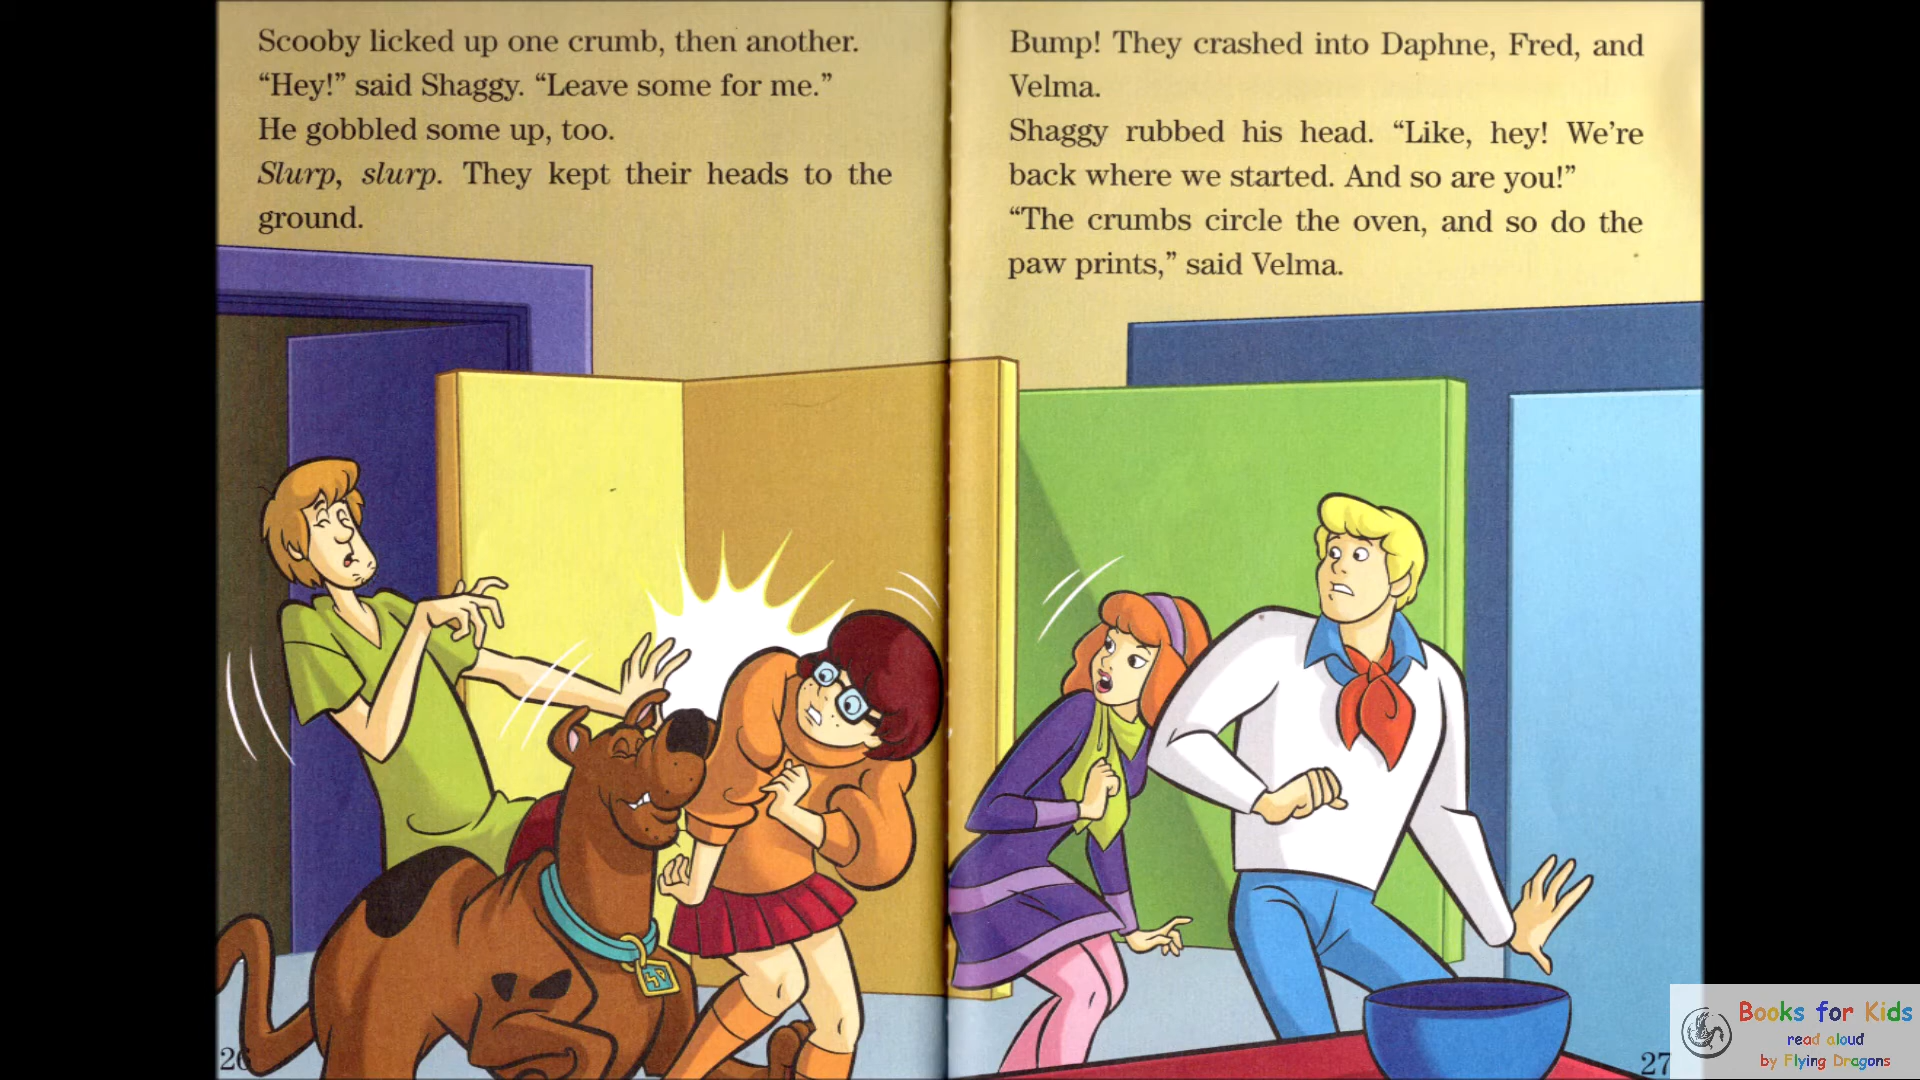 Scooby licked up one crumb, then another.
“Hey!” said Shaggy. “Leave some for me.”
He gobbled some up, too.
Slurp, slurp. They kept their heads to the
ground.
26
Bump! They crashed into Daphne, Fred, and
Velma.
Shaggy rubbed his head. “Like, hey! We’re
back where we started. And so are you!”
“The crumbs circle the oven, and so do the
paw prints,” said Velma.
27
Books for Kids
read aloud
by Flying Dragons